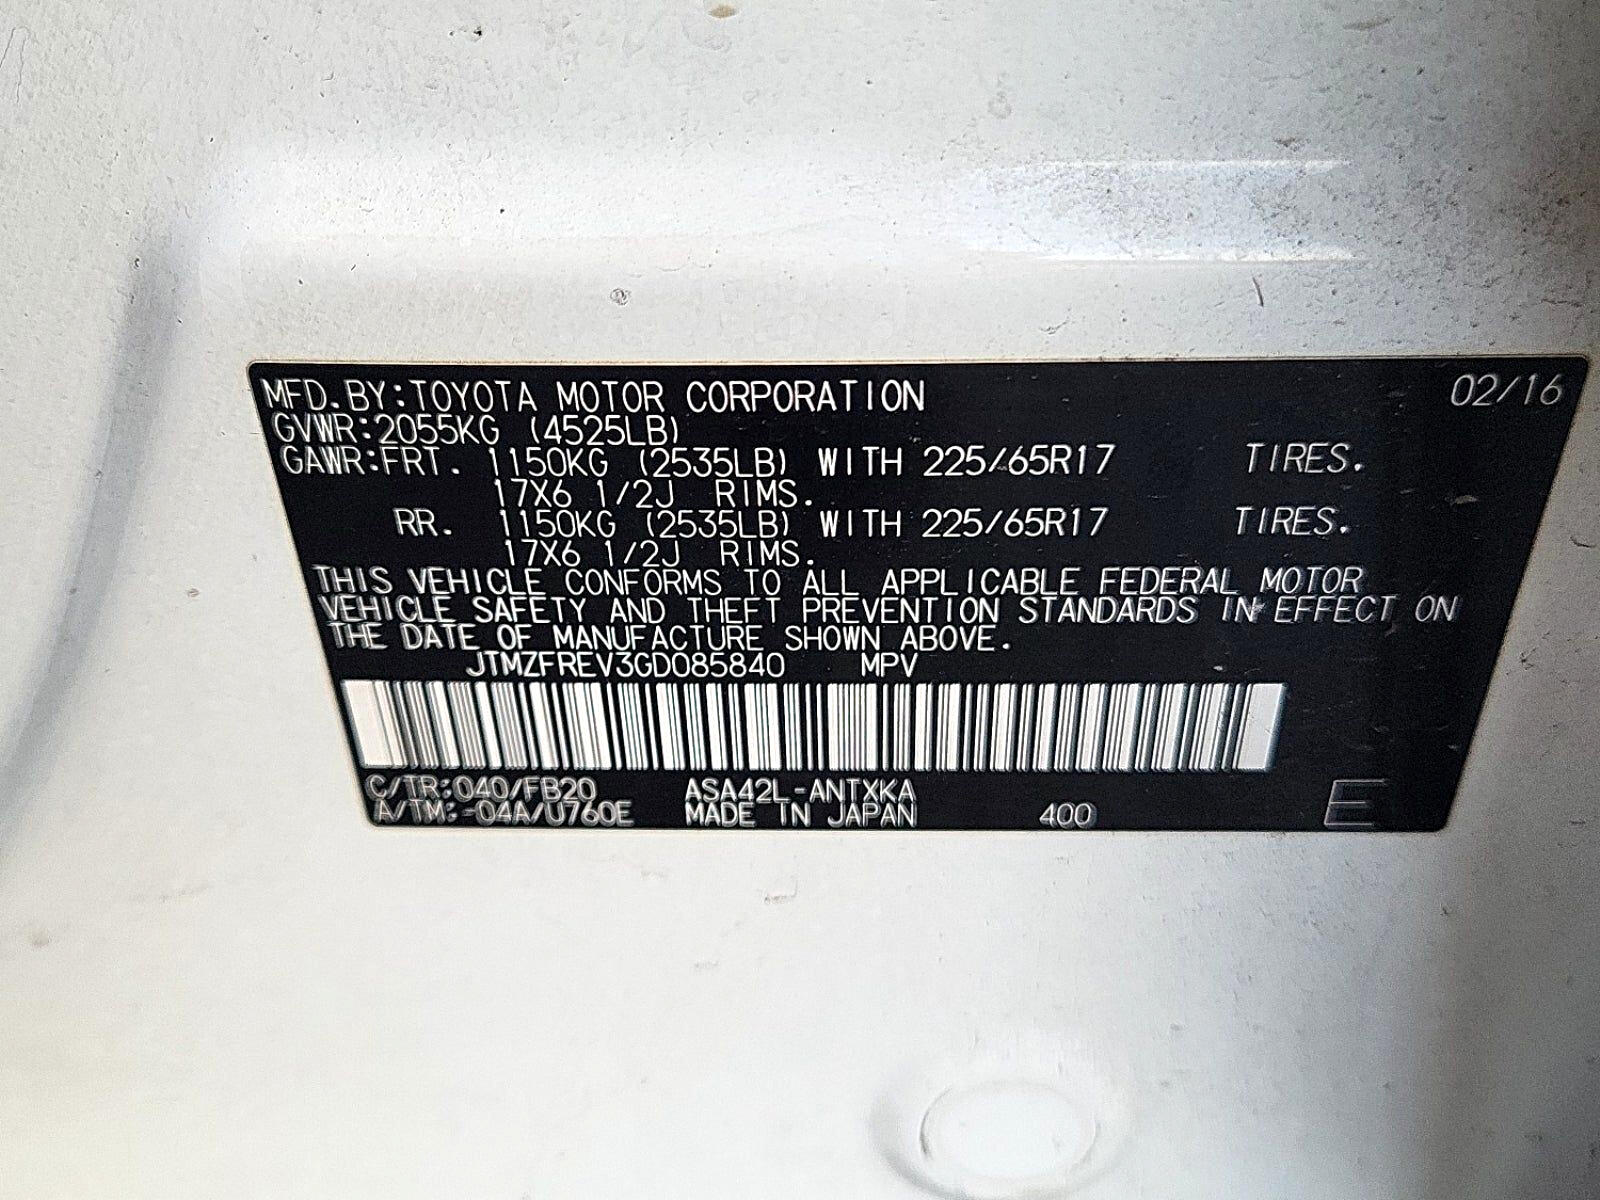 MFD. BY: TOYOTA MOTOR CORPORATION 02/16
GVWR: 2055KG (4525LB)
GAWR: FRT. 1150KG (2535LB) WITH 225/65R17 TIRES.
17X6 1/2J RIMS.
RR. 1150KG (2535LB) WITH 225/65R17 TIRES.
17X6 1/2J RIMS.
THIS VEHICLE CONFORMS TO ALL APPLICABLE FEDERAL MOTOR
VEHICLE SAFETY AND THEFT PREVENTION STANDARDS IN EFFECT ON
THE DATE OF MANUFACTURE SHOWN ABOVE.
JTMZFREV3GD085840 MPV
C/TR: 040/FB20 ASA42L-ANTXKA
A/TM: -04A/U760E MADE IN JAPAN 400 E